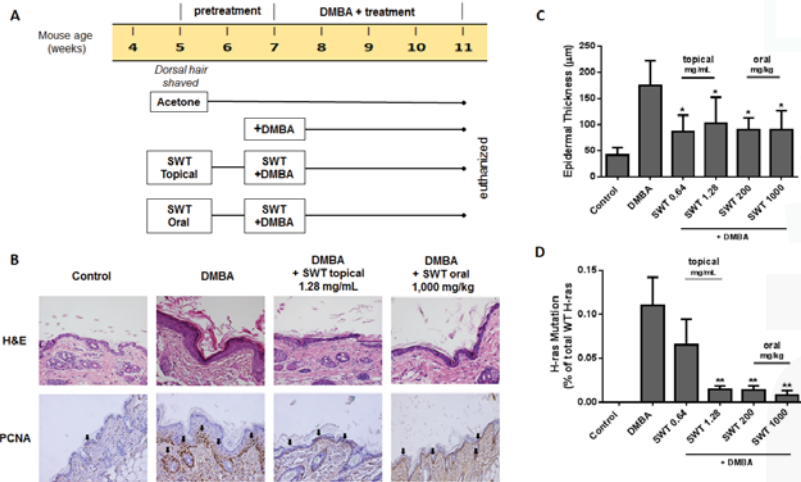 A
pretreatment
DMBA + treatment
Mouse age
(weeks)
4
5
6
7
8
9
10
11
Dorsal hair
shaved
Acetone
+DMBA
SWT
Topical
SWT
+DMBA
SWT
Oral
SWT
+DMBA
euthanized
B
Control
DMBA
DMBA
+ SWT topical
1.28 mg/mL
DMBA
+ SWT oral
1,000 mg/kg
H&E
PCNA
C
Epidermal Thickness (µm)
250
200
150
100
50
0
topical
mg/mL
oral
mg/kg
*
*
*
*
Control
DMBA
SWT 0.64
SWT 1.28
SWT 200
SWT 1000
+ DMBA
D
H-ras Mutation
(% of total WT H-ras
0.15
0.10
0.05
0.00
topical
mg/mL
oral
mg/kg
**
**
**
Control
DMBA
SWT 0.64
SWT 1.28
SWT 200
SWT 1000
+ DMBA